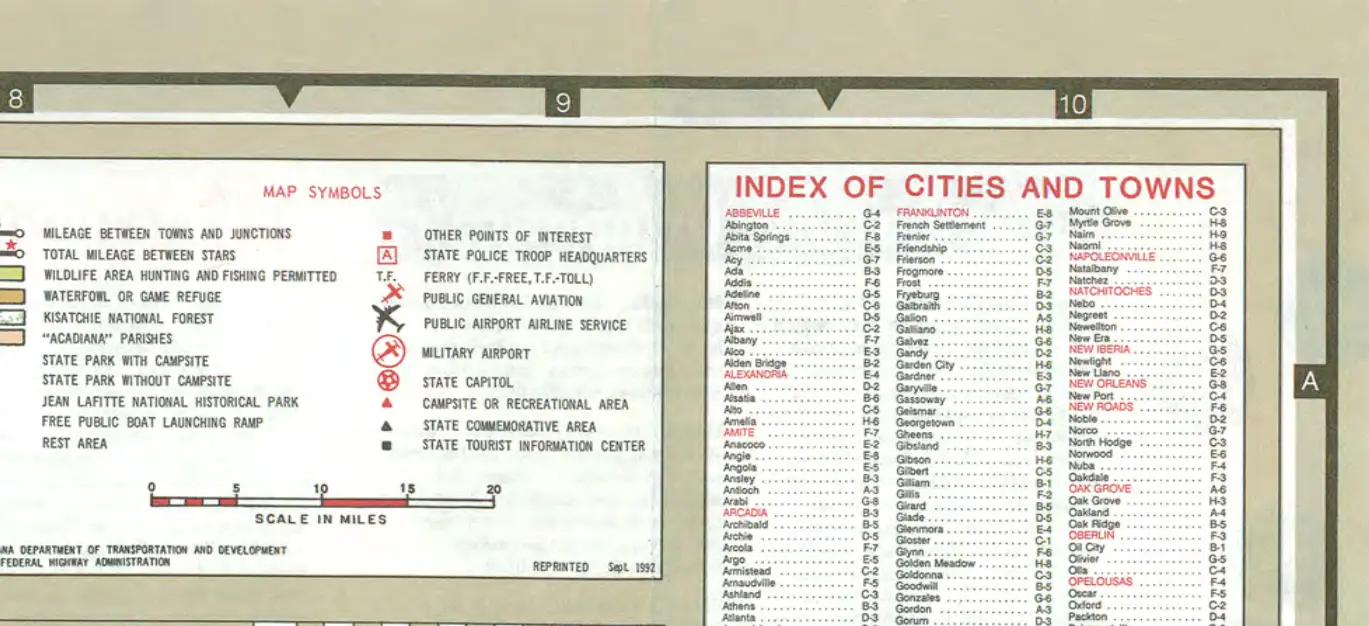 8
9
10
A
MAP SYMBOLS
MILEAGE BETWEEN TOWNS AND JUNCTIONS
TOTAL MILEAGE BETWEEN STARS
WILDLIFE AREA HUNTING AND FISHING PERMITTED
WATERFOWL OR GAME REFUGE
KISATCHIE NATIONAL FOREST
"ACADIANA" PARISHES
STATE PARK WITH CAMPSITE
STATE PARK WITHOUT CAMPSITE
JEAN LAFITTE NATIONAL HISTORICAL PARK
FREE PUBLIC BOAT LAUNCHING RAMP
REST AREA
OTHER POINTS OF INTEREST
A STATE POLICE TROOP HEADQUARTERS
T.F. FERRY (F.F.-FREE, T.F.-TOLL)
PUBLIC GENERAL AVIATION
PUBLIC AIRPORT AIRLINE SERVICE
MILITARY AIRPORT
STATE CAPITOL
CAMPSITE OR RECREATIONAL AREA
STATE COMMEMORATIVE AREA
STATE TOURIST INFORMATION CENTER
0 5 10 15 20
SCALE IN MILES
NA DEPARTMENT OF TRANSPORTATION AND DEVELOPMENT
FEDERAL HIGHWAY ADMINISTRATION
REPRINTED Sept. 1992
INDEX OF CITIES AND TOWNS
ABBEVILLE G-4
Abington C-2
Abita Springs F-8
Acme E-5
Acy G-7
Ada B-3
Addis F-6
Adeline G-5
Afton C-6
Aimwell D-5
Ajax C-2
Albany F-7
Alco E-3
Alden Bridge B-2
ALEXANDRIA E-4
Allen D-2
Alsatia B-6
Alto C-5
Amelia H-6
AMITE F-7
Anacoco E-2
Angie E-8
Angola E-5
Ansley B-3
Antioch A-3
Arabi G-8
ARCADIA B-3
Archibald B-5
Archie D-5
Arcola F-7
Argo E-5
Armistead C-2
Arnaudville F-5
Ashland C-3
Athens B-3
Atlanta D-3
FRANKLINTON E-8
French Settlement G-7
Frenier G-7
Friendship C-3
Frierson C-2
Frogmore D-5
Frost F-7
Fryeburg B-2
Galbraith D-3
Galion A-5
Galliano H-8
Galvez G-6
Gandy D-2
Garden City H-6
Gardner E-3
Garyville G-7
Gassoway A-6
Geismar G-6
Georgetown D-4
Gheens H-7
Gibsland B-3
Gibson H-6
Gilbert C-5
Gilliam B-1
Gillis F-2
Girard B-5
Glade D-5
Glenmora E-4
Gloster C-1
Glynn F-6
Golden Meadow H-8
Goldonna C-3
Goodwill B-5
Gonzales G-6
Gordon A-3
Gorum D-3
Mount Olive C-3
Myrtle Grove H-8
Nairn H-9
Naomi H-8
NAPOLEONVILLE G-6
Natalbany F-7
Natchez D-3
NATCHITOCHES D-3
Nebo D-4
Negreet D-2
Newellton C-6
New Era D-5
NEW IBERIA G-5
Newlight C-6
New Llano E-2
NEW ORLEANS G-8
New Port C-4
NEW ROADS F-6
Noble D-2
Norco G-7
North Hodge C-3
Norwood E-6
Nuba F-4
Oakdale F-3
OAK GROVE A-6
Oak Grove H-3
Oakland A-4
Oak Ridge B-5
OBERLIN F-3
Oil City B-1
Olivier G-5
Olla C-4
OPELOUSAS F-4
Oscar F-5
Oxford C-2
Packton D-4